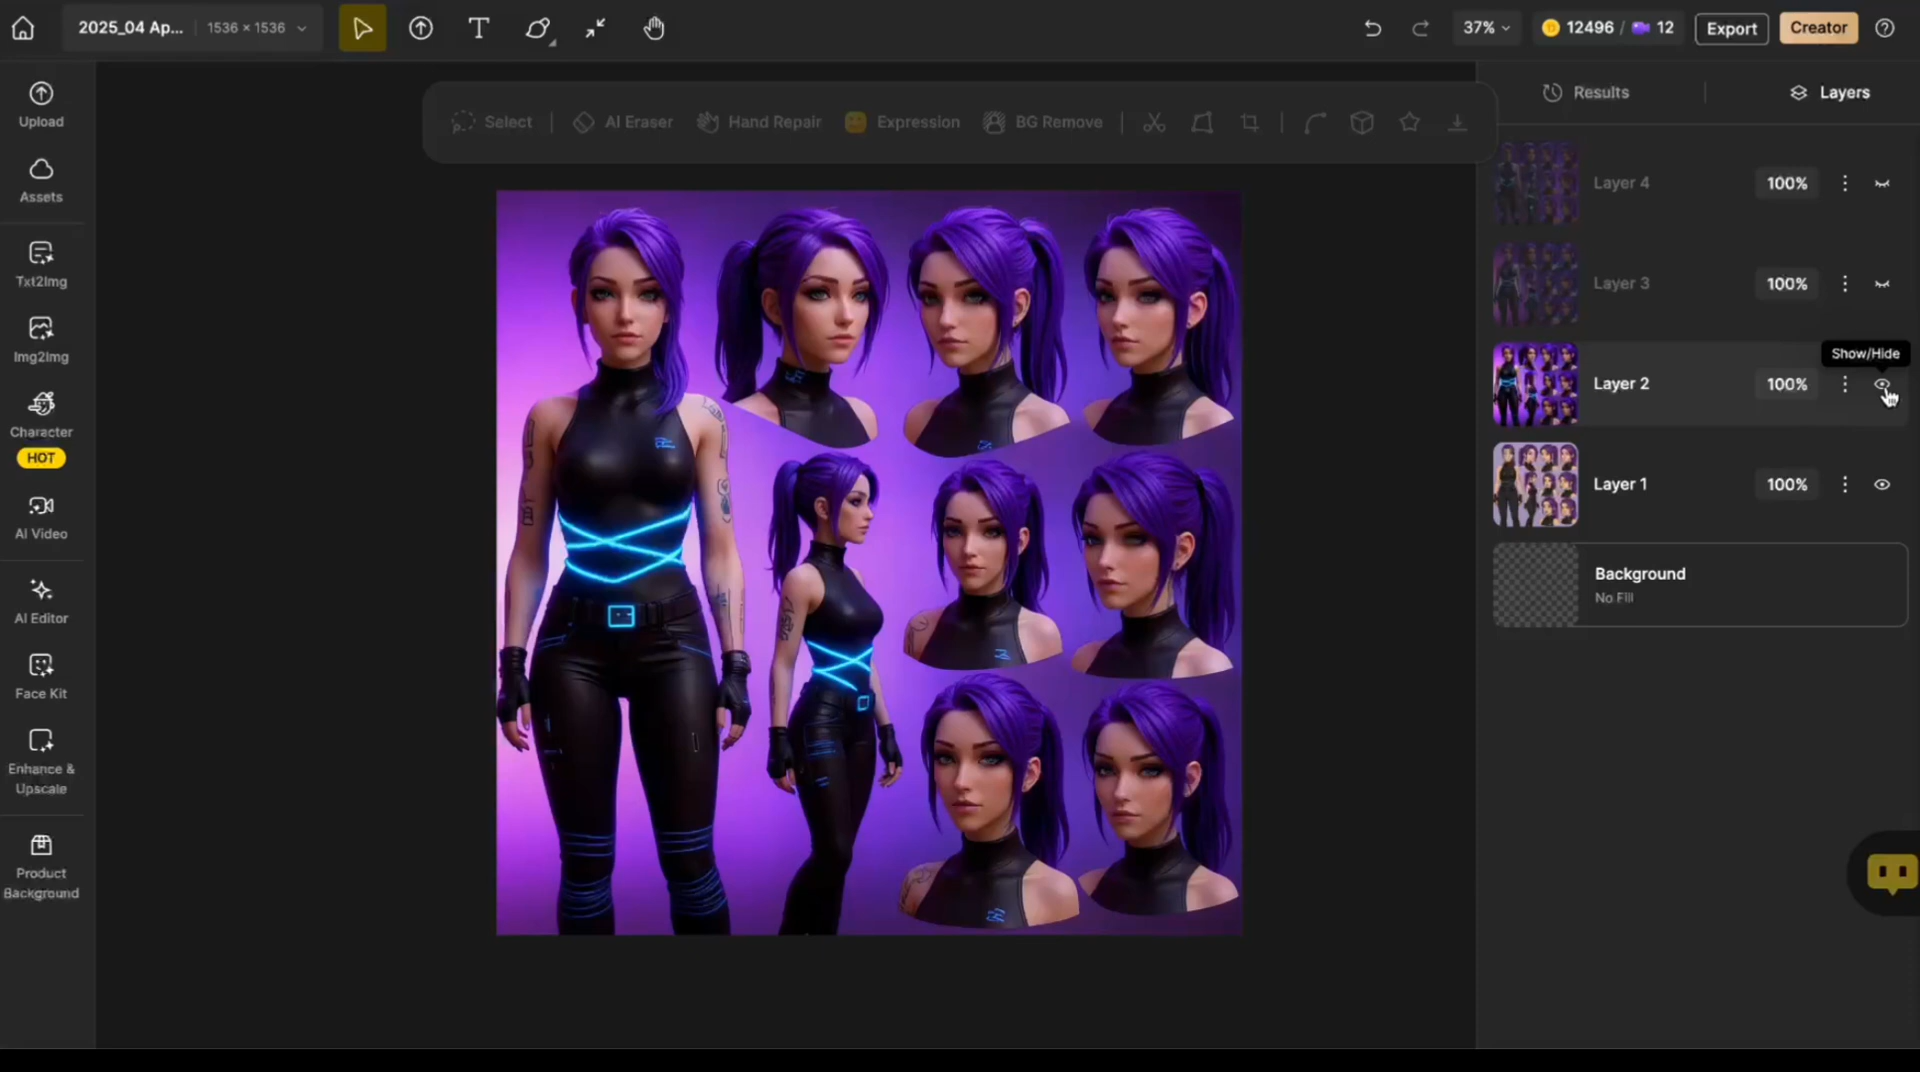 2025_04 Ap...
1536 × 1536
37%
12496 / 12
Export
Creator
Upload
Assets
Txt2Img
Img2Img
Character
HOT
AI Video
AI Editor
Face Kit
Enhance &
Upscale
Product
Background
Select
AI Eraser
Hand Repair
Expression
BG Remove
Results
Layers
Layer 4
100%
Layer 3
100%
Show/Hide
Layer 2
100%
Layer 1
100%
Background
No Fill